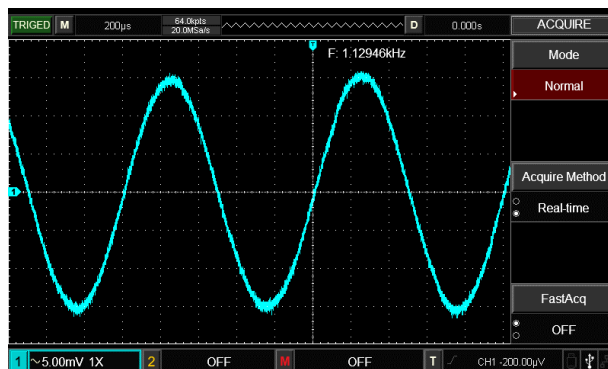 TRIGED M 200μs 64.0kpts D 0.000s ACQUIRE
20.0MSa/s
T
F: 1.12946kHz
Mode
Normal
1
Acquire Method
Real-time
FastAcq
OFF
1 ~5.00mV 1X 2 OFF M OFF T CH1 -200.00μV